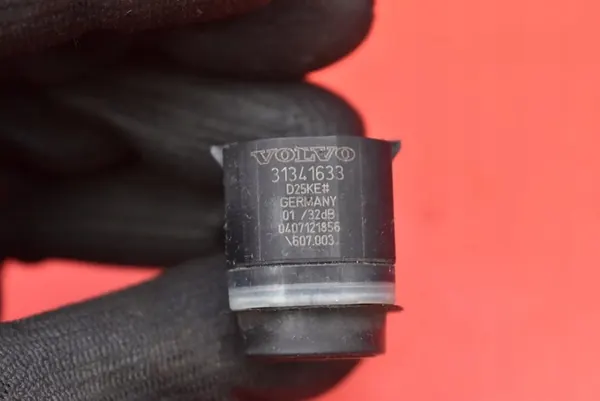 VOLVO
31341633
D25KE#
GERMANY
01 /32dB
0407121856
\607.003